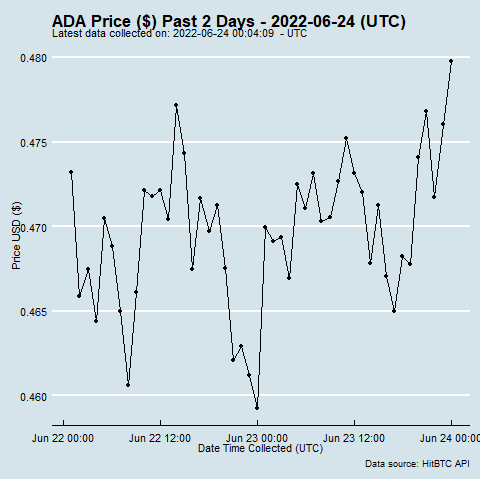 ADA Price ($) Past 2 Days - 2022-06-24 (UTC)
Latest data collected on: 2022-06-24 00:04:09  - UTC
0.480
0.475
0.470
0.465
0.460
Price USD ($)
Jun 22 00:00 Jun 22 12:00 Jun 23 00:00 Jun 23 12:00 Jun 24 00:00
Date Time Collected (UTC)
Data source: HitBTC API